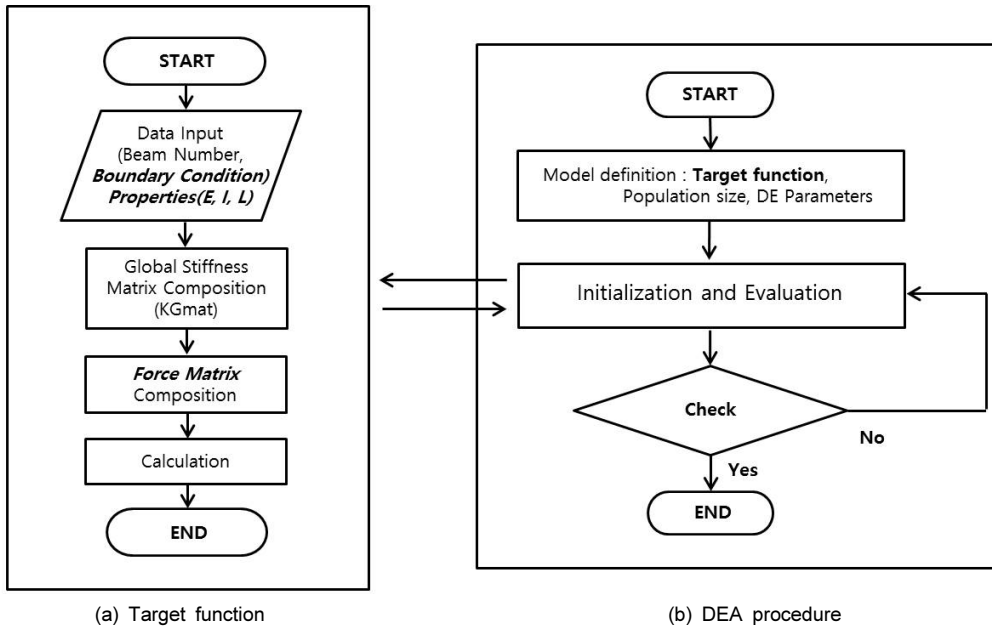 START
Data Input
(Beam Number,
Boundary Condition)
Properties(E, I, L)
Global Stiffness
Matrix Composition
(KGmat)
Force Matrix
Composition
Calculation
END
(a) Target function
START
Model definition : Target function,
Population size, DE Parameters
Initialization and Evaluation
Check
No
Yes
END
(b) DEA procedure